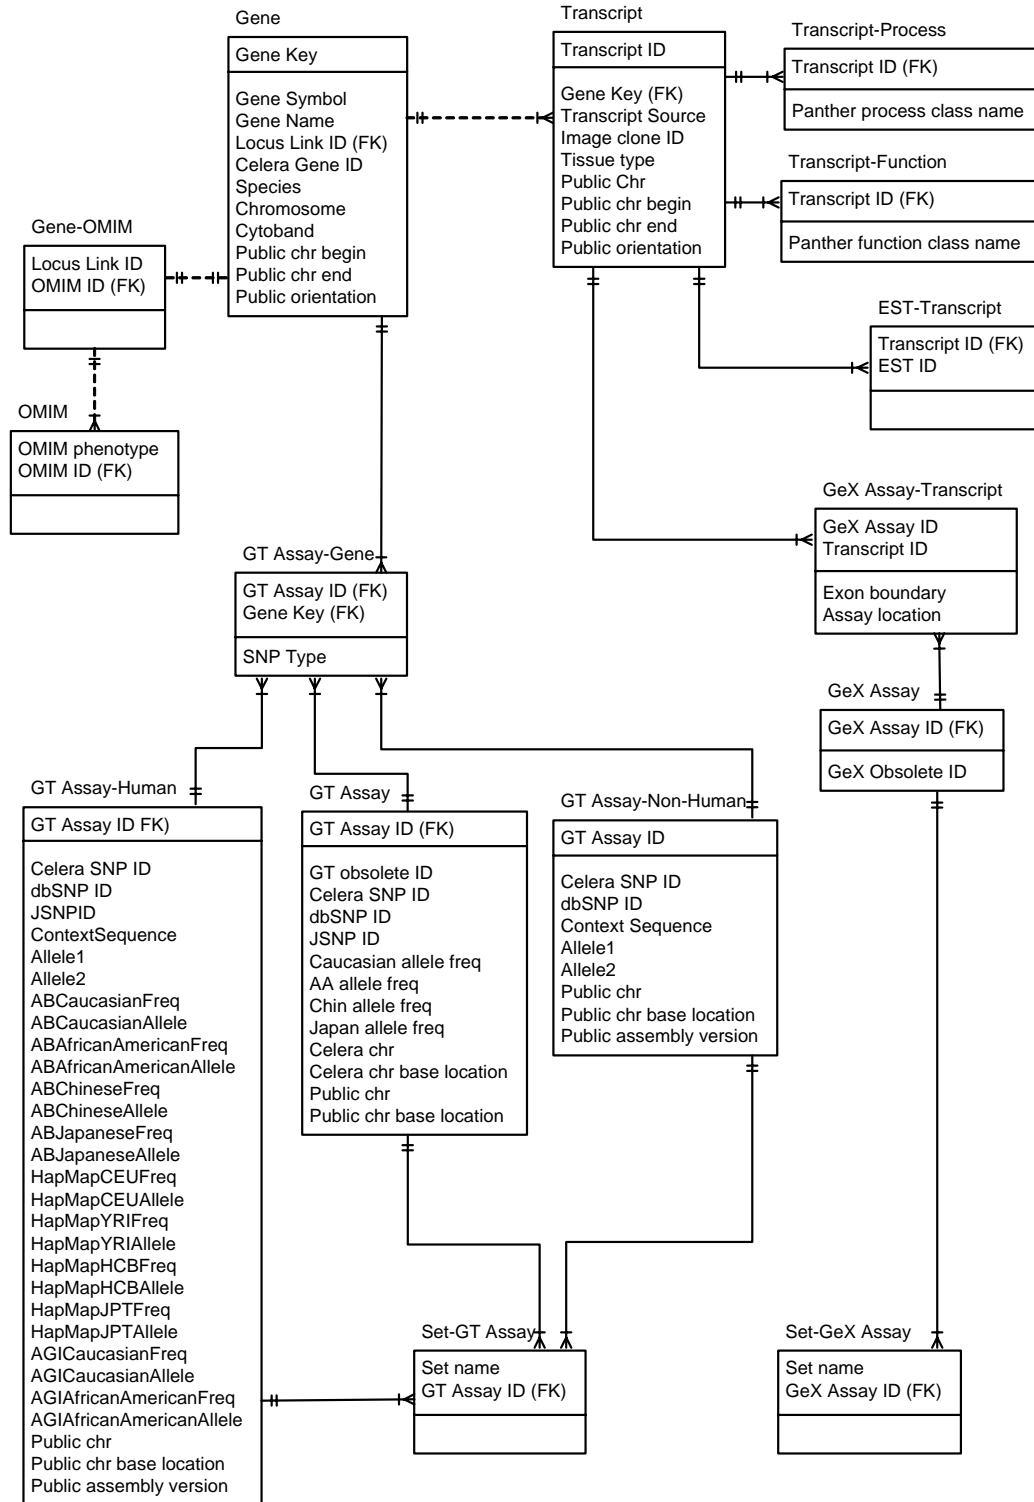 Gene
Gene Key
Gene Symbol
Gene Name
Locus Link ID (FK)
Celera Gene ID
Species
Chromosome
Cytoband
Public chr begin
Public chr end
Public orientation
Transcript
Transcript ID
Gene Key (FK)
Transcript Source
Image clone ID
Tissue type
Public Chr
Public chr begin
Public chr end
Public orientation
Transcript-Process
Transcript ID (FK)
Panther process class name
Transcript-Function
Transcript ID (FK)
Panther function class name
Gene-OMIM
Locus Link ID
OMIM ID (FK)
EST-Transcript
Transcript ID (FK)
EST ID
OMIM
OMIM phenotype
OMIM ID (FK)
GeX Assay-Transcript
GeX Assay ID
Transcript ID
Exon boundary
Assay location
GT Assay-Gene
GT Assay ID (FK)
Gene Key (FK)
SNP Type
GeX Assay
GeX Assay ID (FK)
GeX Obsolete ID
GT Assay-Human
GT Assay ID FK)
Celera SNP ID
dbSNP ID
JSNPID
ContextSequence
Allele1
Allele2
ABCaucasianFreq
ABCaucasianAllele
ABAfricanAmericanFreq
ABAfricanAmericanAllele
ABChineseFreq
ABChineseAllele
ABJapaneseFreq
ABJapaneseAllele
HapMapCEUFreq
HapMapCEUAllele
HapMapYRIFreq
HapMapYRIAllele
HapMapHCBFreq
HapMapHCBAllele
HapMapJPTFreq
HapMapJPTAllele
AGICaucasianFreq
AGICaucasianAllele
AGIAfricanAmericanFreq
AGIAfricanAmericanAllele
Public chr
Public chr base location
Public assembly version
GT Assay
GT Assay ID (FK)
GT obsolete ID
Celera SNP ID
dbSNP ID
JSNP ID
Caucasian allele freq
AA allele freq
Chin allele freq
Japan allele freq
Celera chr
Celera chr base location
Public chr
Public chr base location
GT Assay-Non-Human
GT Assay ID
Celera SNP ID
dbSNP ID
Context Sequence
Allele1
Allele2
Public chr
Public chr base location
Public assembly version
Set-GT Assay
Set name
GT Assay ID (FK)
Set-GeX Assay
Set name
GeX Assay ID (FK)